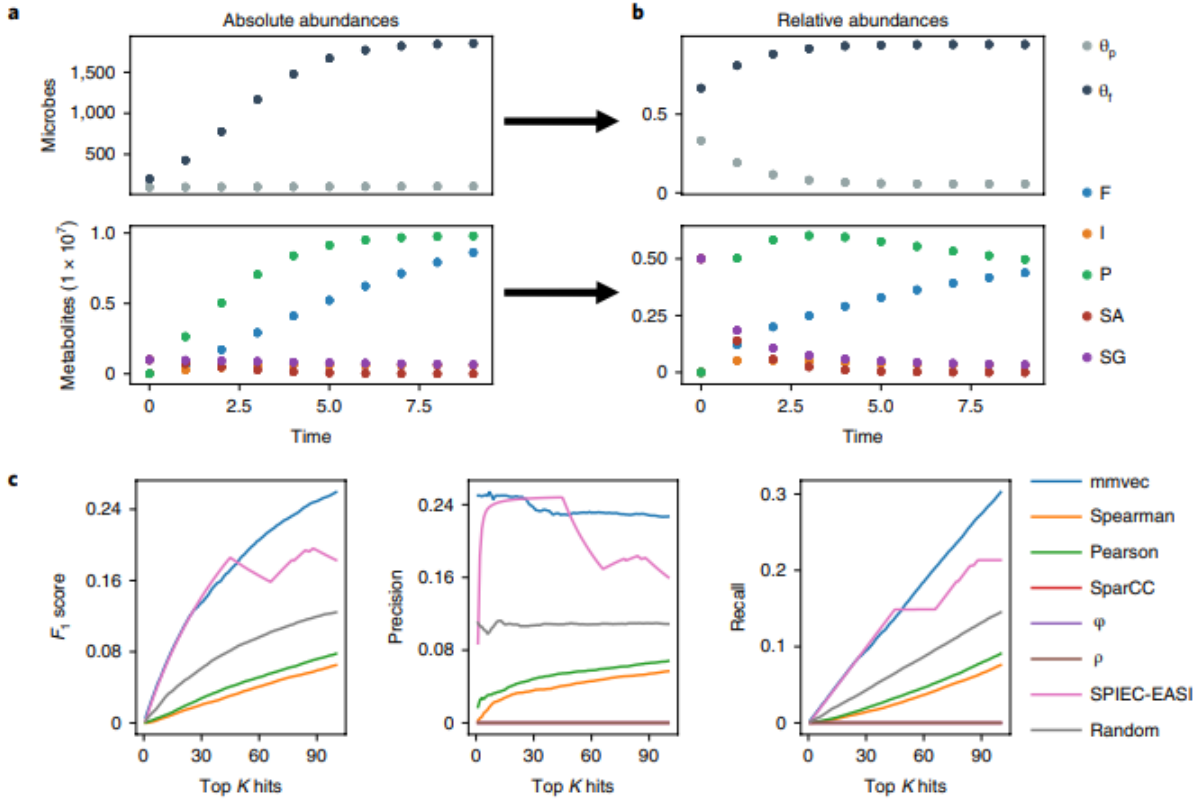 a
Absolute abundances
Microbes
1,500
1,000
500
Metabolites (1 × 10⁷)
1.0
0.5
0
0 2.5 5.0 7.5
Time
b
Relative abundances
0.5
0
0.50
0.25
0
0 2.5 5.0 7.5
Time
θp
θf
F
I
P
SA
SG
c
F₁ score
0.24
0.16
0.08
0
0 30 60 90
Top K hits
Precision
0.24
0.16
0.08
0
0 30 60 90
Top K hits
Recall
0.3
0.2
0.1
0
0 30 60 90
Top K hits
mmvec
Spearman
Pearson
SparCC
φ
ρ
SPIEC-EASI
Random